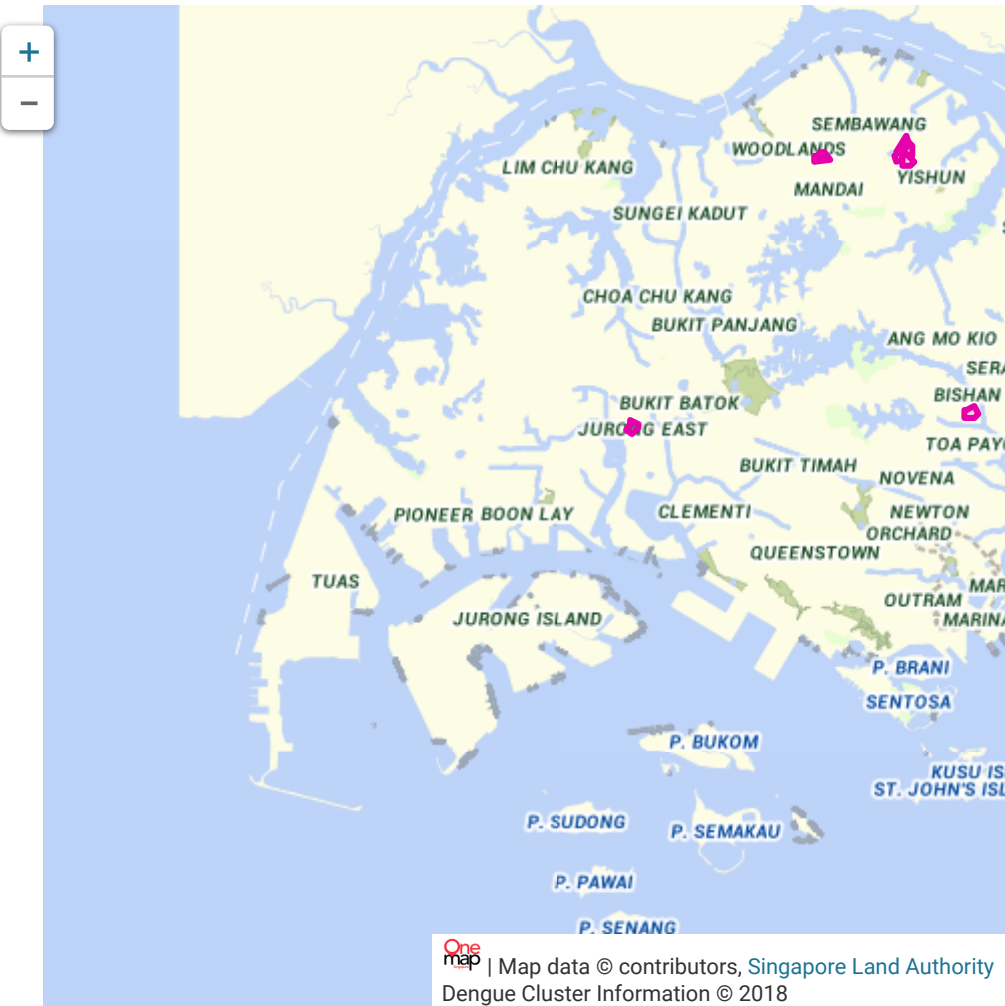 +
−
SEMBAWANG
WOODLANDS
YISHUN
LIM CHU KANG
MANDAI
SUNGEI KADUT
CHOA CHU KANG
BUKIT PANJANG
ANG MO KIO
SERA
BISHAN
BUKIT BATOK
JURONG EAST
TOA PAYO
BUKIT TIMAH
NOVENA
PIONEER BOON LAY
CLEMENTI
NEWTON
ORCHARD
QUEENSTOWN
TUAS
MAR
OUTRAM
JURONG ISLAND
MARINA
P. BRANI
SENTOSA
P. BUKOM
KUSU IS
ST. JOHN'S ISL
P. SUDONG
P. SEMAKAU
P. PAWAI
P. SENANG
One
map | Map data © contributors, Singapore Land Authority
Dengue Cluster Information © 2018